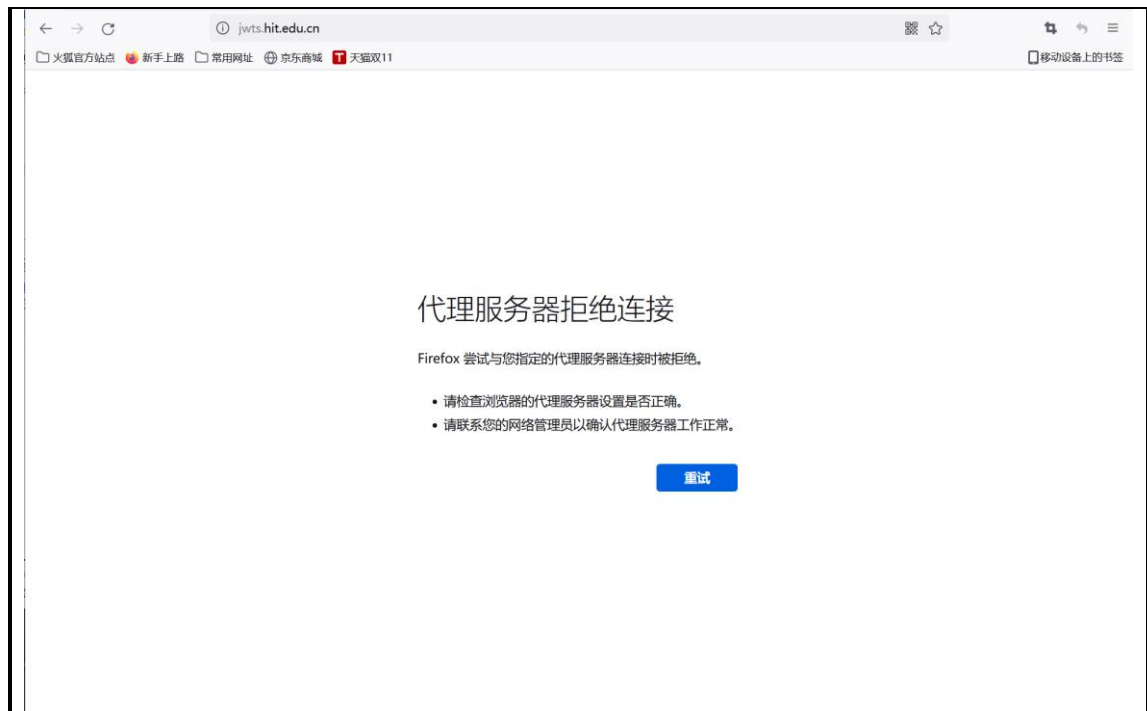 jwts.hit.edu.cn
火狐官方站点 新手上路 常用网址 京东商城 T 天猫双11 移动设备上的书签
代理服务器拒绝连接
Firefox 尝试与您指定的代理服务器连接时被拒绝。
• 请检查浏览器的代理服务器设置是否正确。
• 请联系您的网络管理员以确认代理服务器工作正常。
重试